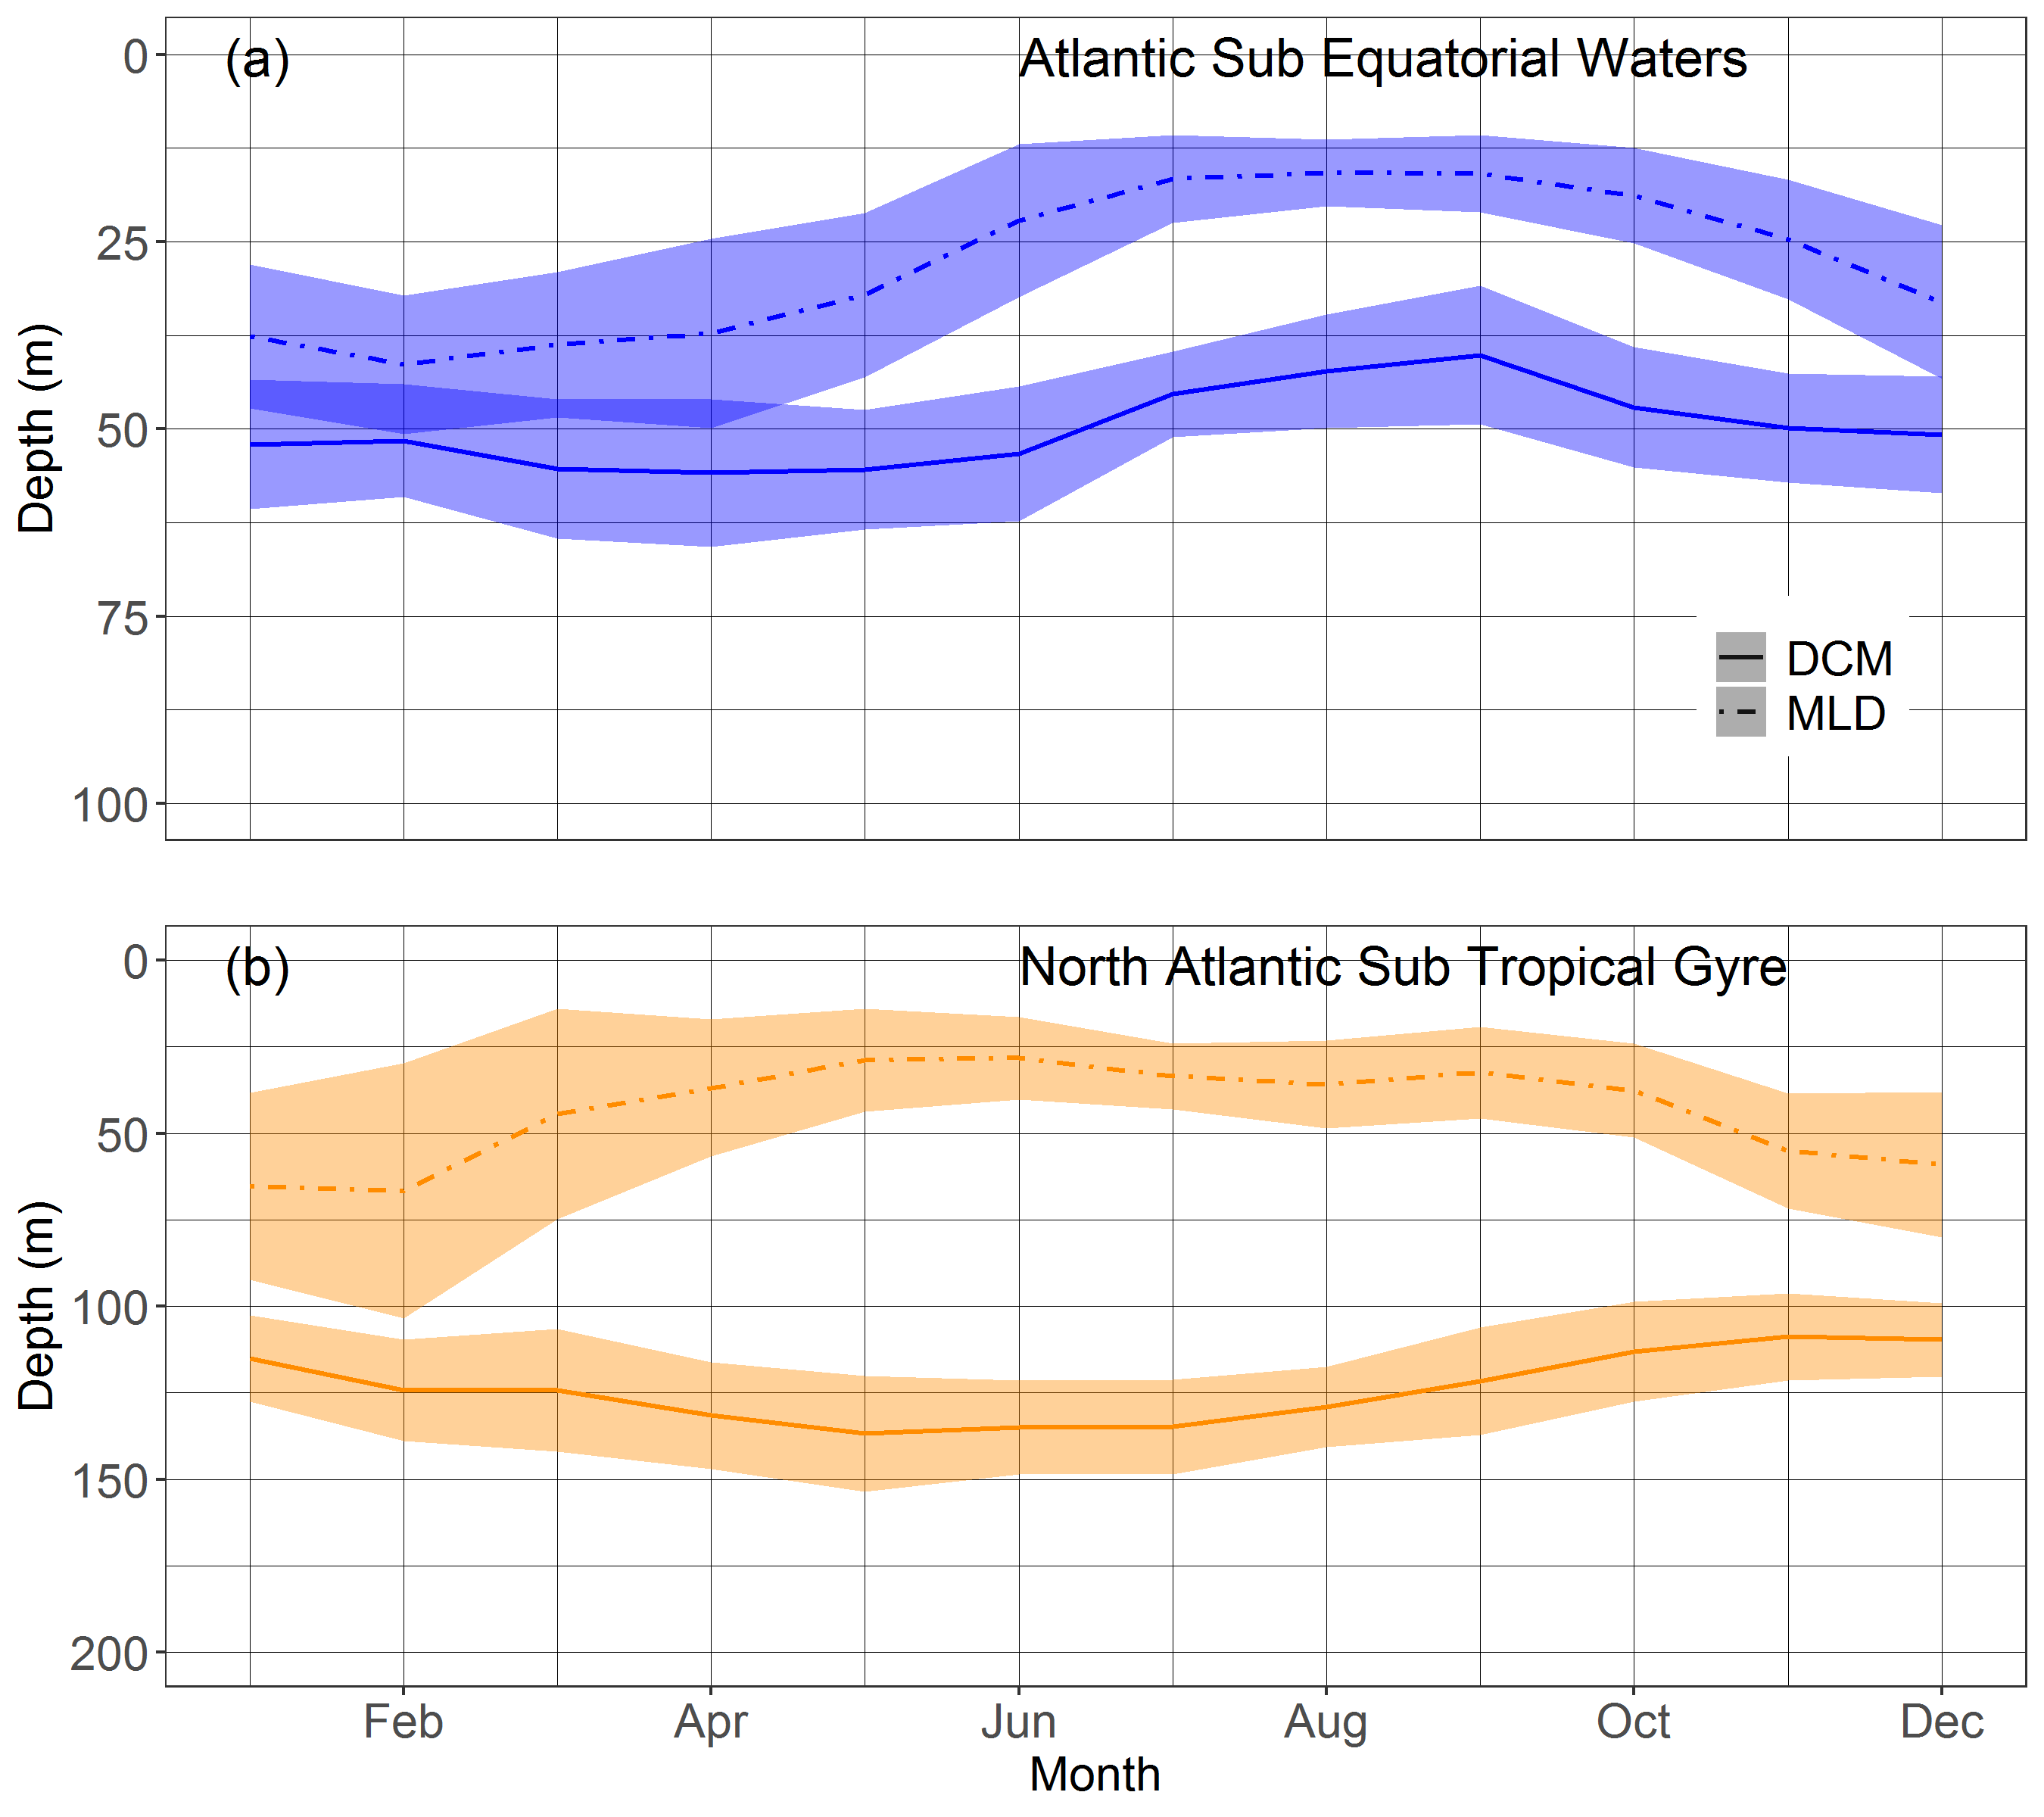 (a) Atlantic Sub Equatorial Waters
0
25
50
75
100
Depth (m)
DCM
MLD
(b) North Atlantic Sub Tropical Gyre
0
50
100
150
200
Depth (m)
Feb Apr Jun Aug Oct Dec
Month